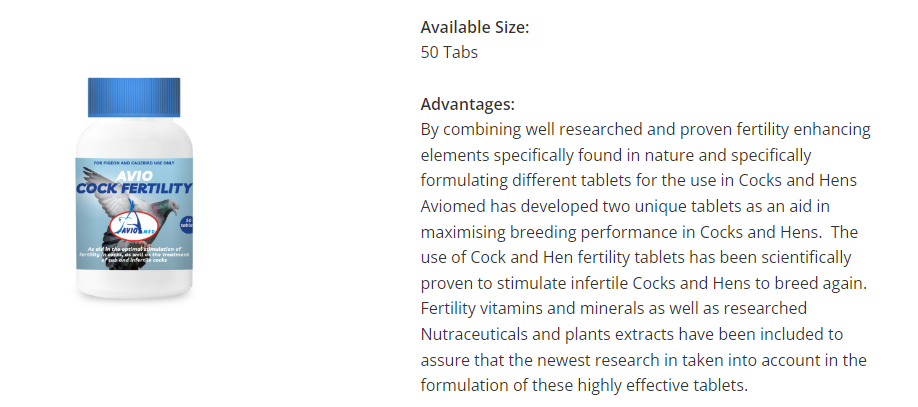 FOR PIGEON AND CAGEBIRD USE ONLY
AVIO
COCK FERTILITY
50
tablets
AVIOMED
As aid in the optimal stimulation of
fertility in cocks, as well as the treatment
of sub and infertile cocks
Available Size:
50 Tabs
Advantages:
By combining well researched and proven fertility enhancing
elements specifically found in nature and specifically
formulating different tablets for the use in Cocks and Hens
Aviomed has developed two unique tablets as an aid in
maximising breeding performance in Cocks and Hens.  The
use of Cock and Hen fertility tablets has been scientifically
proven to stimulate infertile Cocks and Hens to breed again.
Fertility vitamins and minerals as well as researched
Nutraceuticals and plants extracts have been included to
assure that the newest research in taken into account in the
formulation of these highly effective tablets.